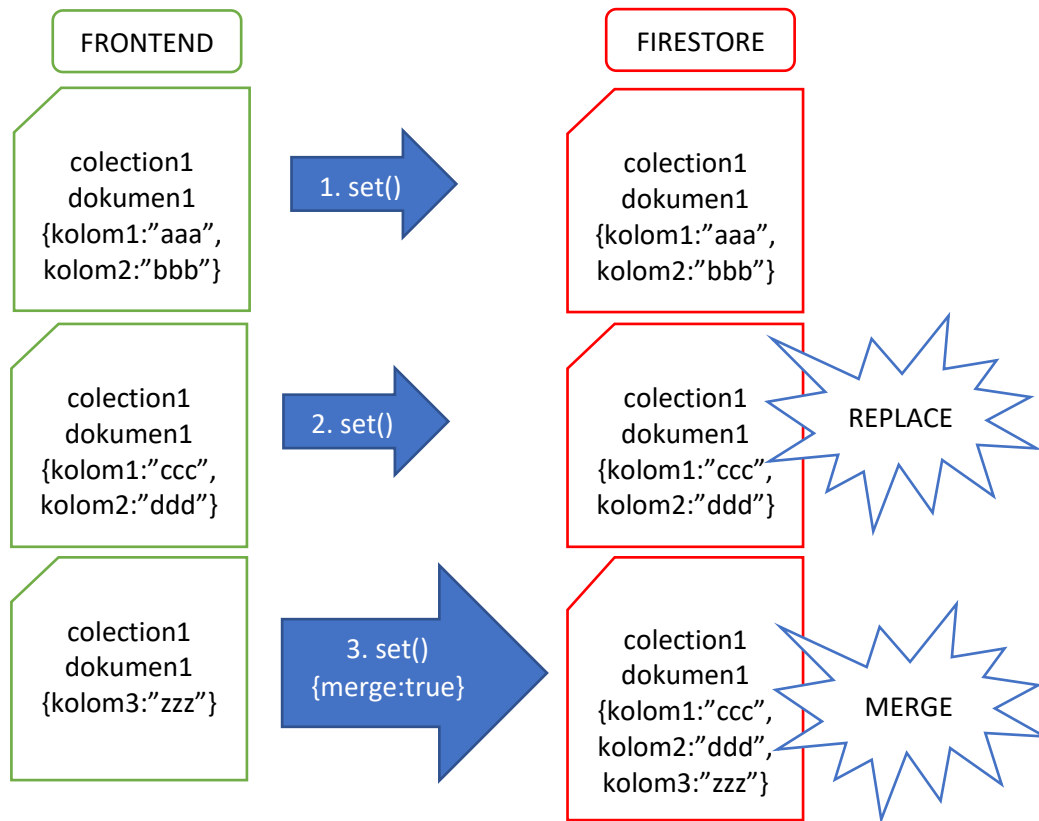 FRONTEND
FIRESTORE
colection1
dokumen1
{kolom1:”aaa”,
kolom2:”bbb”}
1. set()
colection1
dokumen1
{kolom1:”aaa”,
kolom2:”bbb”}
colection1
dokumen1
{kolom1:”ccc”,
kolom2:”ddd”}
2. set()
colection1
dokumen1
{kolom1:”ccc”,
kolom2:”ddd”}
REPLACE
colection1
dokumen1
{kolom3:”zzz”}
3. set()
{merge:true}
colection1
dokumen1
{kolom1:”ccc”,
kolom2:”ddd”,
kolom3:”zzz”}
MERGE